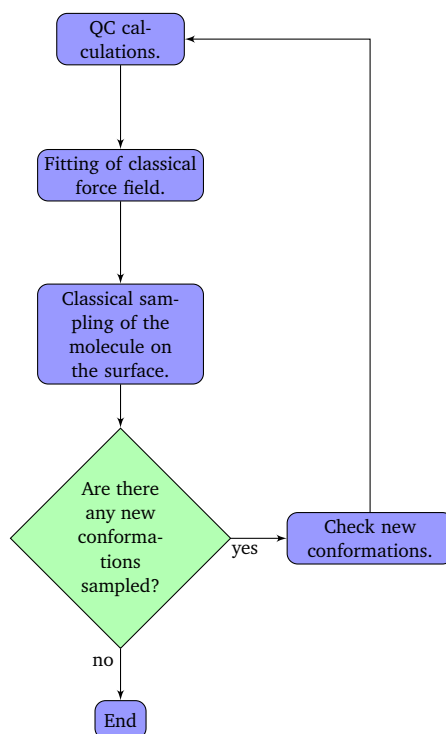 QC cal-
culations.
Fitting of classical
force field.
Classical sam-
pling of the
molecule on
the surface.
Are there
any new
conforma-
tions
sampled?
yes
Check new
conformations.
no
End